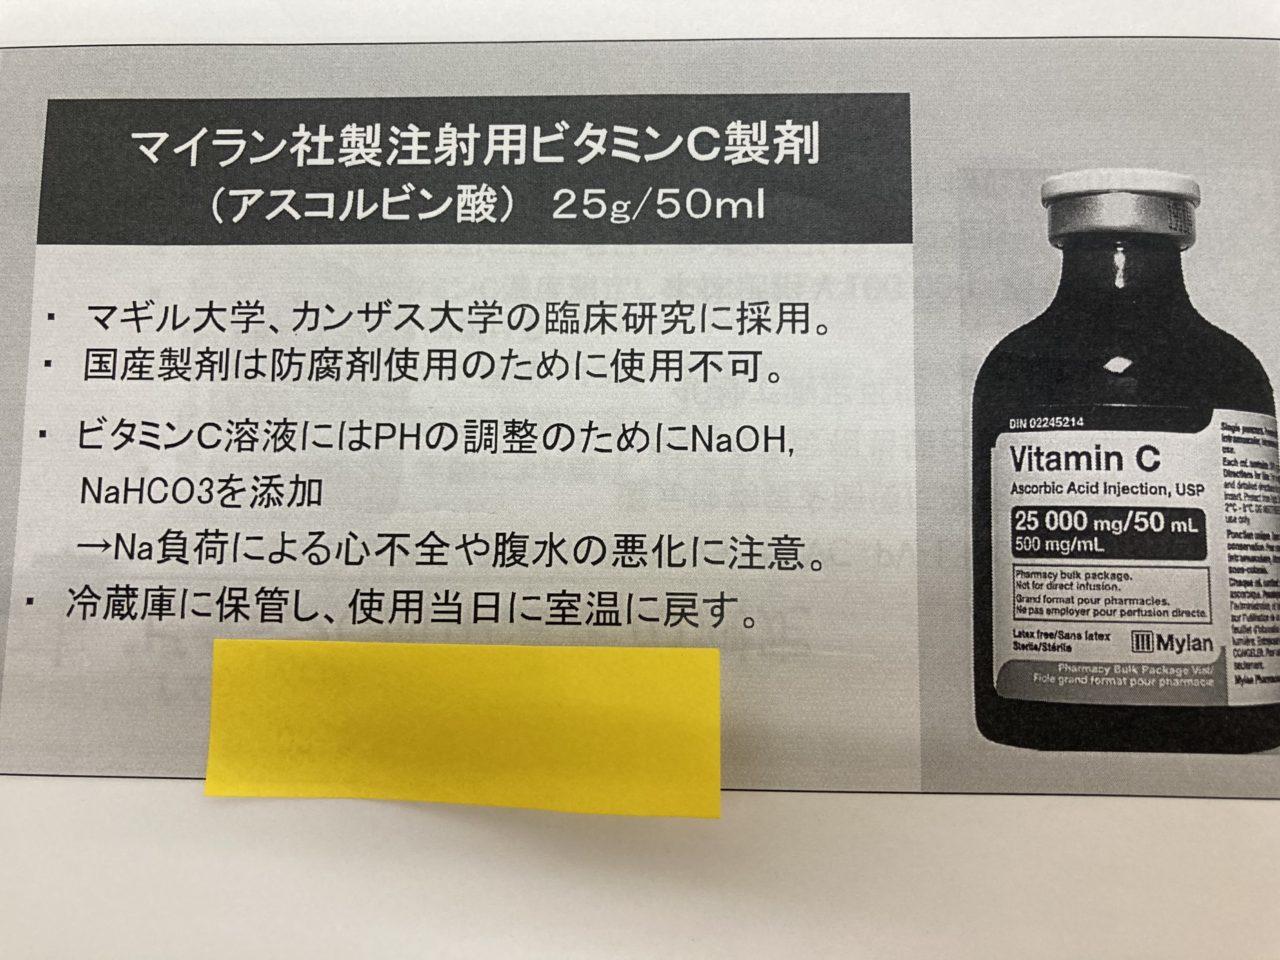 マイラン社製注射用ビタミンC製剤
（アスコルビン酸） 25g/50ml
・ マギル大学、カンザス大学の臨床研究に採用。
・ 国産製剤は防腐剤使用のために使用不可。
・ ビタミンC溶液にはPHの調整のためにNaOH,
NaHCO3を添加
→Na負荷による心不全や腹水の悪化に注意。
・ 冷蔵庫に保管し、使用当日に室温に戻す。
DIN 02245214
Vitamin C
Ascorbic Acid Injection, USP
25 000 mg/50 mL
500 mg/mL
Pharmacy bulk package.
Not for direct infusion.
Grand format pour pharmacies.
Ne pas employer pour perfusion directe.
Latex free/Sans latex
Sterile/Stérile
Mylan
Pharmacy Bulk Package Vial/
Fiole grand format pour pharmacie